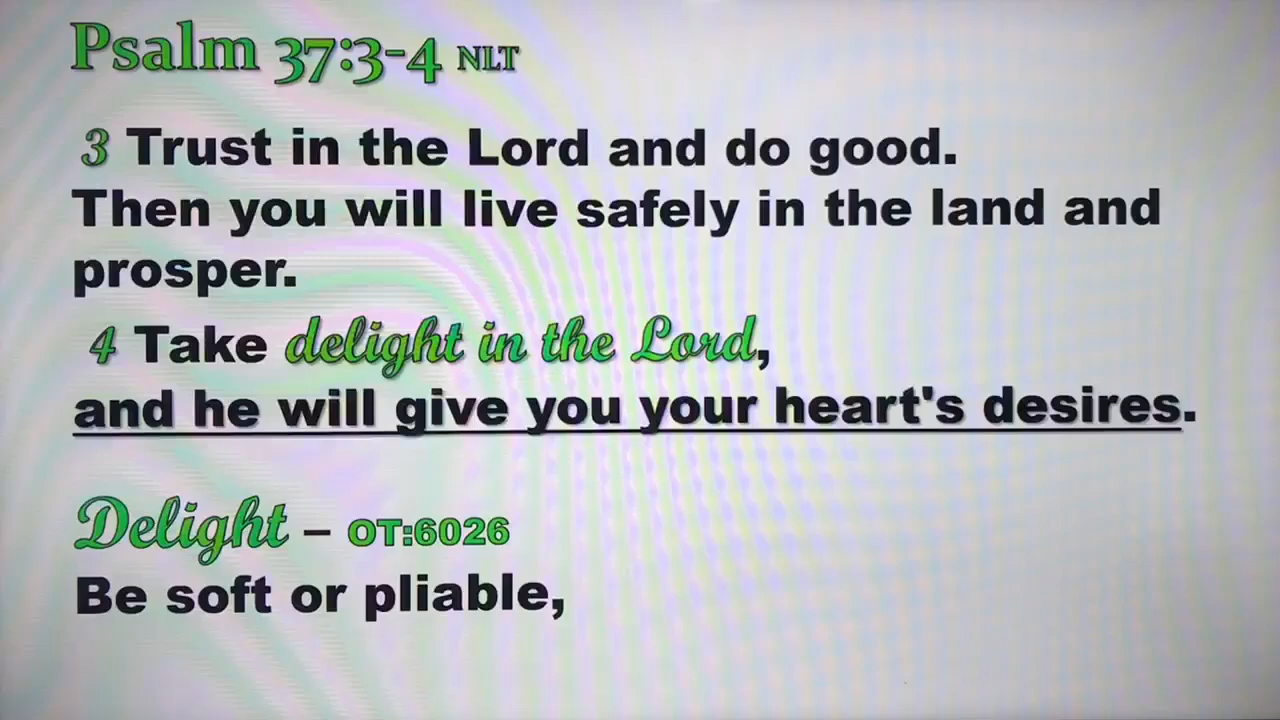 Psalm 37:3-4 NLT
3 Trust in the Lord and do good.
Then you will live safely in the land and
prosper.
4 Take delight in the Lord,
and he will give you your heart's desires.
Delight – OT:6026
Be soft or pliable,